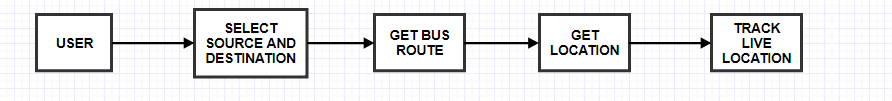 USER
SELECT
SOURCE AND
DESTINATION
GET BUS
ROUTE
GET
LOCATION
TRACK
LIVE
LOCATION